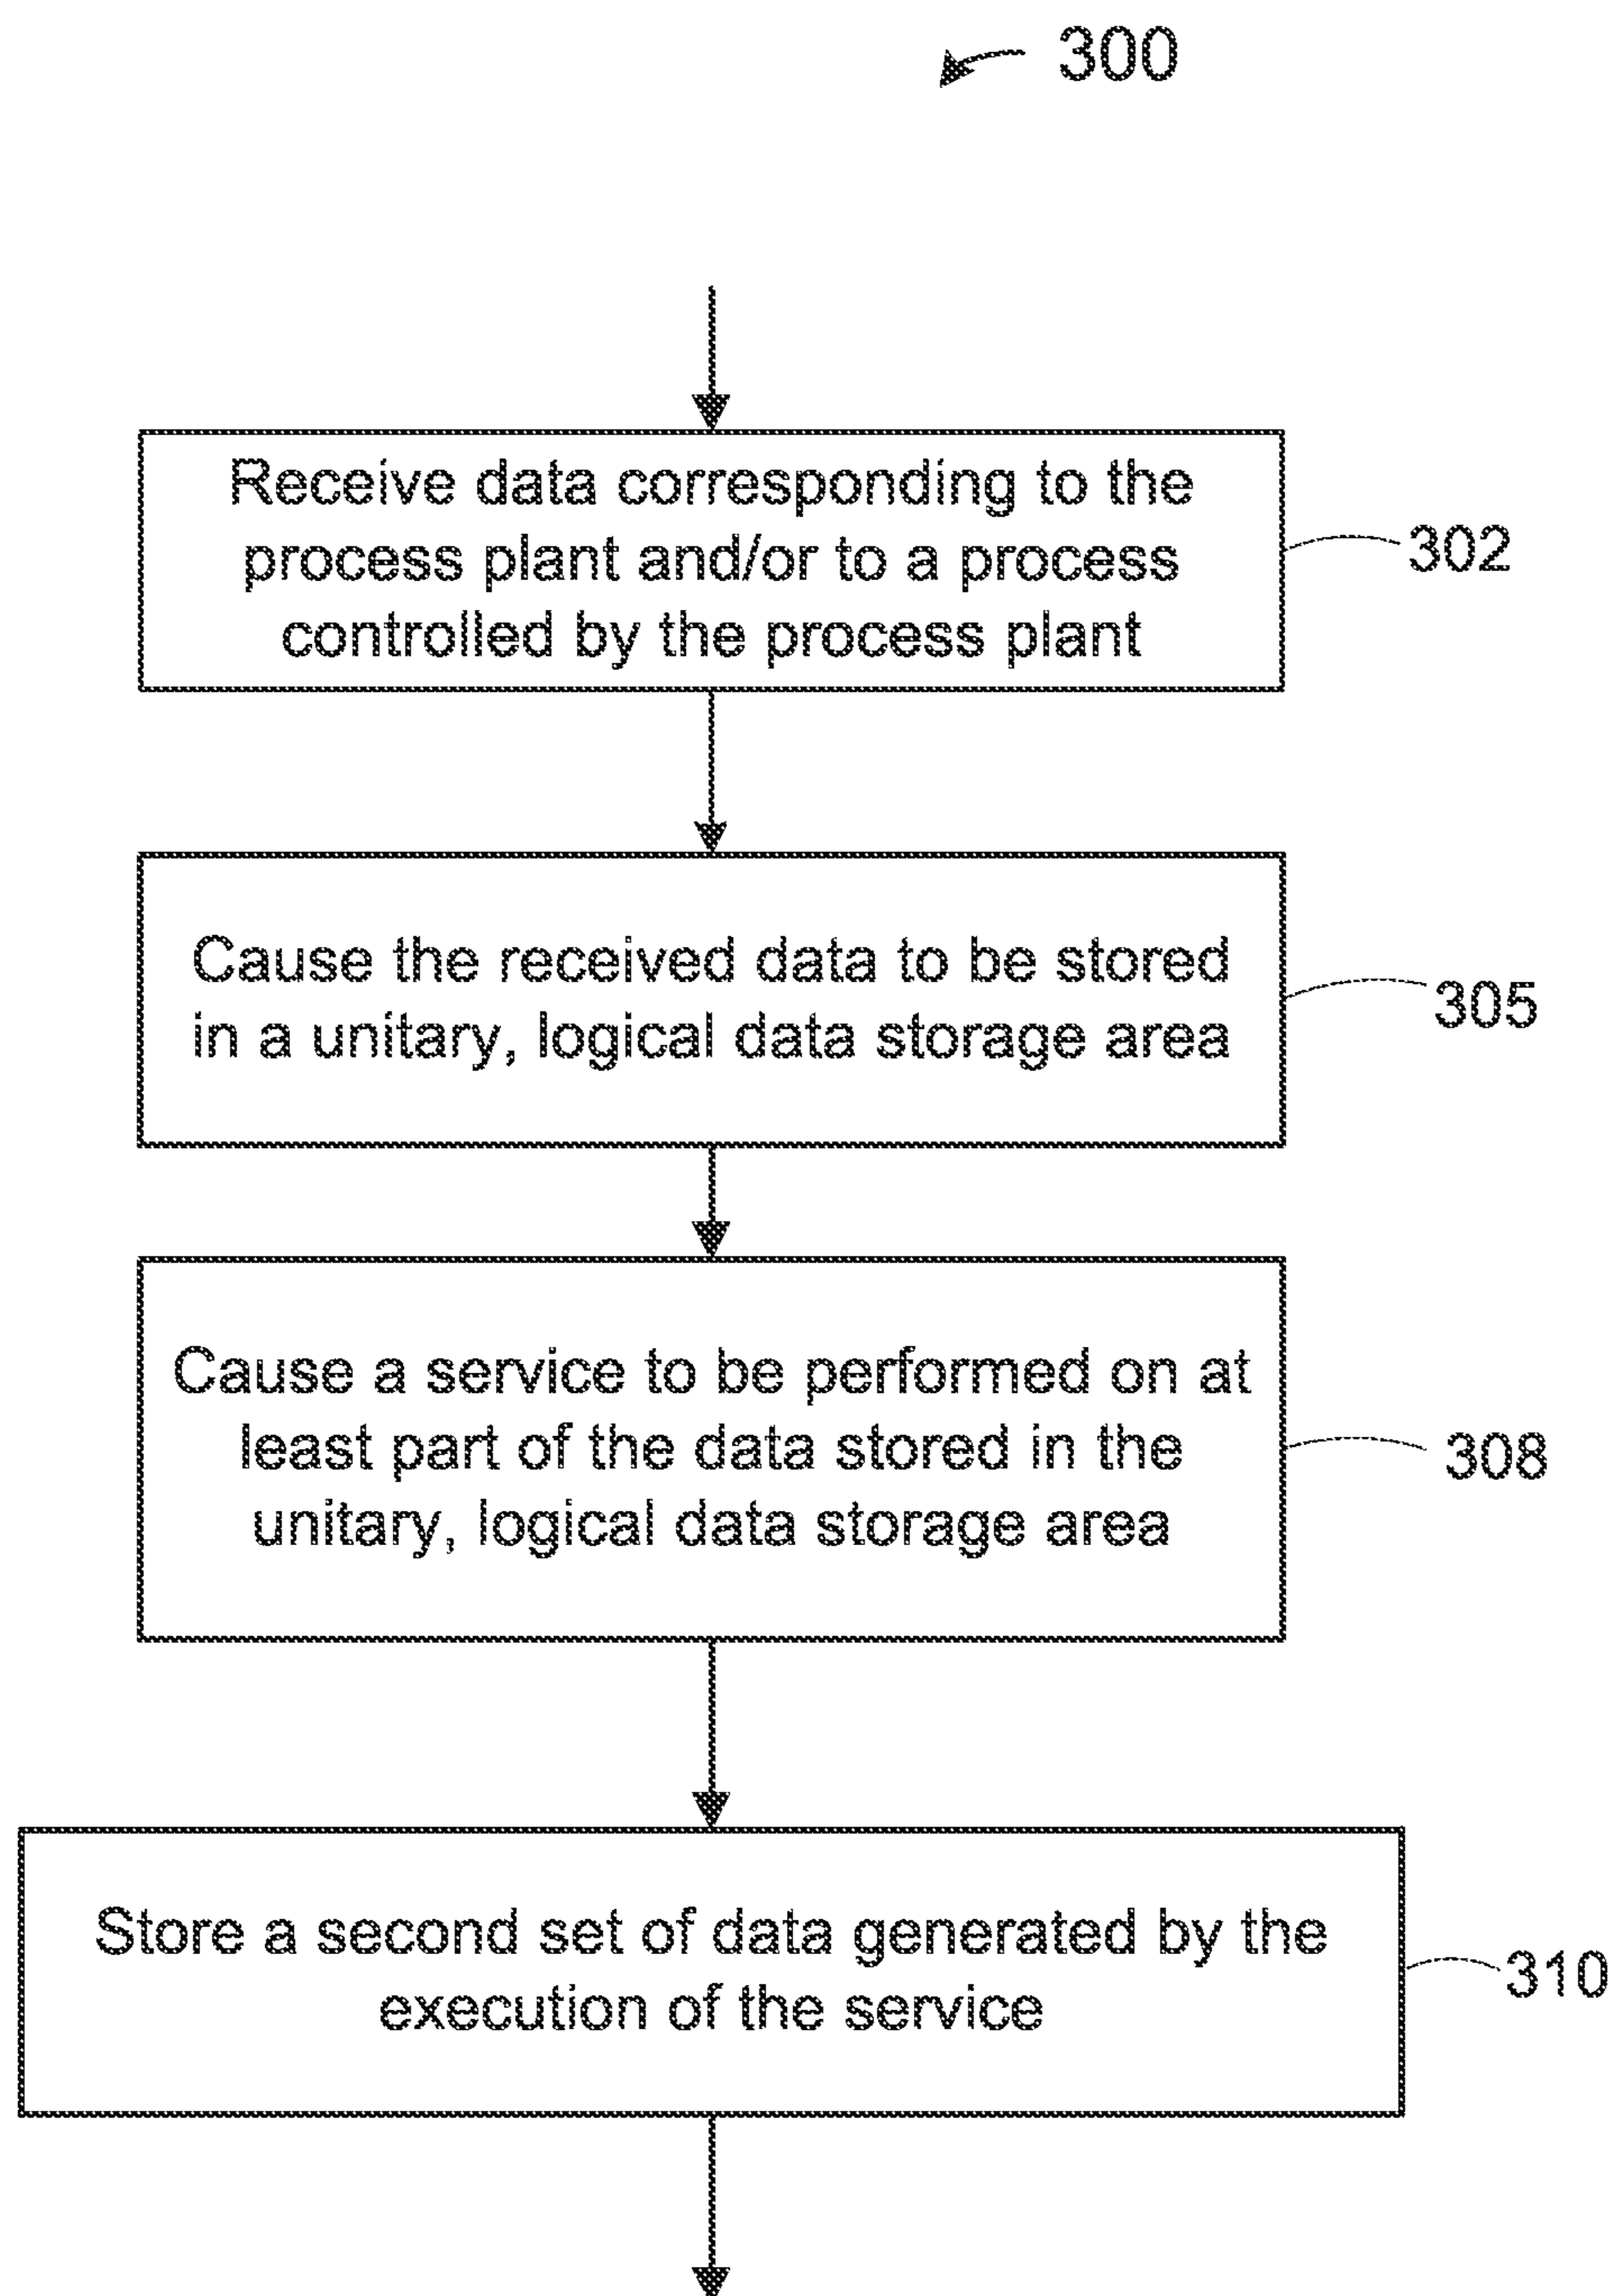 300
Receive data corresponding to the
process plant and/or to a process
controlled by the process plant
302
Cause the received data to be stored
in a unitary, logical data storage area
305
Cause a service to be performed on at
least part of the data stored in the
unitary, logical data storage area
308
Store a second set of data generated by the
execution of the service
310